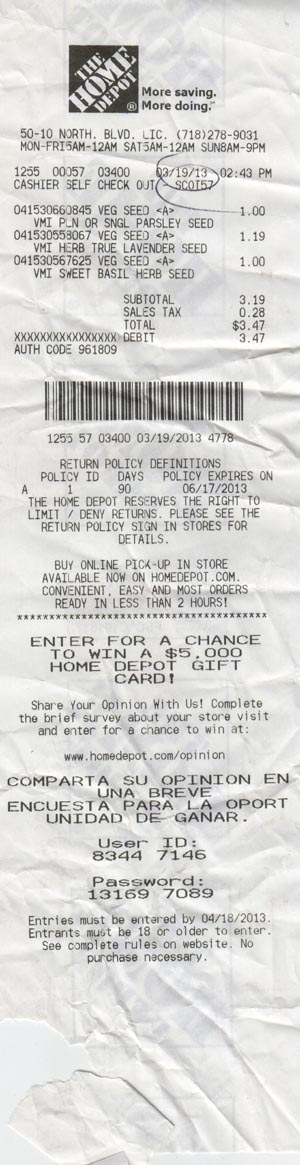 THE
HOME
DEPOT
®
More saving.
More doing.™
50-10 NORTH. BLVD. LIC. (718)278-9031
MON-FRI5AM-12AM SAT5AM-12AM SUN8AM-9PM
1255 00057 03400 03/19/13 02:43 PM
CASHIER SELF CHECK OUT - SCOI57
041530660845 VEG SEED <A> 1.00
VMI PLN OR SNGL PARSLEY SEED
041530553067 VEG SEED <A> 1.19
VMI HERB TRUE LAVENDER SEED
041530567625 VEG SEED <A> 1.00
VMI SWEET BASIL HERB SEED
SUBTOTAL 3.19
SALES TAX 0.28
TOTAL $3.47
XXXXXXXXXXXXXXXX DEBIT 3.47
AUTH CODE 961809
1255 57 03400 03/19/2013 4778
RETURN POLICY DEFINITIONS
POLICY ID DAYS POLICY EXPIRES ON
A 1 90 06/17/2013
THE HOME DEPOT RESERVES THE RIGHT TO
LIMIT / DENY RETURNS. PLEASE SEE THE
RETURN POLICY SIGN IN STORES FOR
DETAILS.
BUY ONLINE PICK-UP IN STORE
AVAILABLE NOW ON HOMEDEPOT.COM.
CONVENIENT, EASY AND MOST ORDERS
READY IN LESS THAN 2 HOURS!
****************************************
ENTER FOR A CHANCE
TO WIN A $5,000
HOME DEPOT GIFT
CARD!
Share Your Opinion With Us! Complete
the brief survey about your store visit
and enter for a chance to win at:
www.homedepot.com/opinion
COMPARTA SU OPINION EN
UNA BREVE
ENCUESTA PARA LA OPORT
UNIDAD DE GANAR.
User ID:
8344 7146
Password:
13169 7089
Entries must be entered by 04/18/2013.
Entrants must be 18 or older to enter.
See complete rules on website. No
purchase necessary.